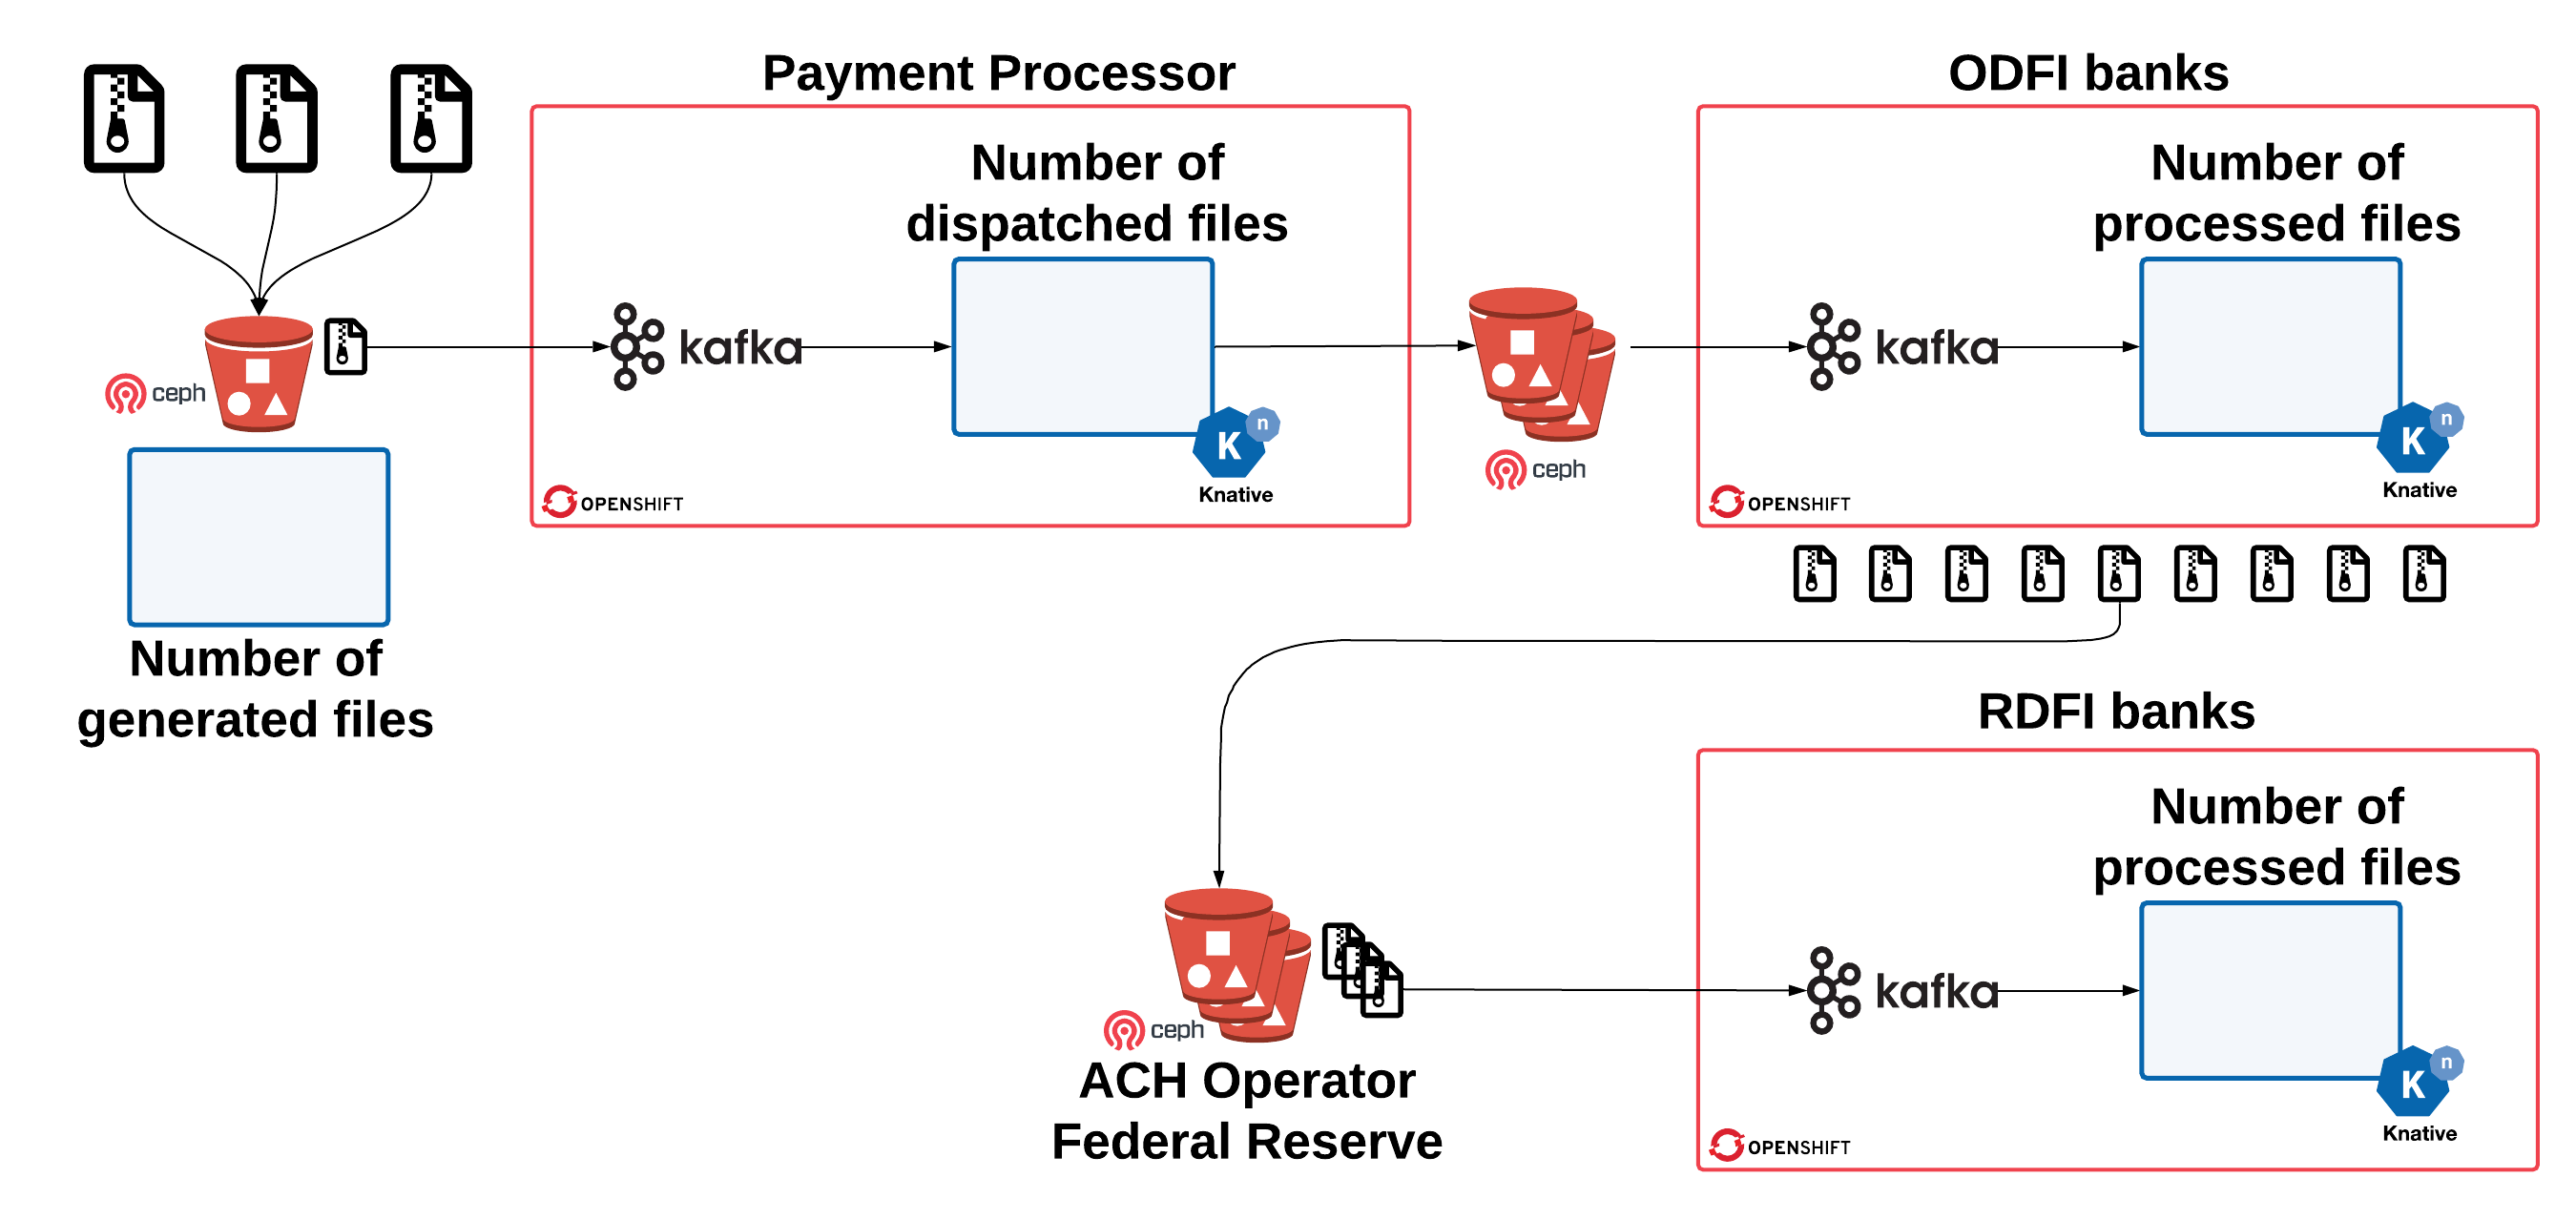 Payment Processor
ODFI banks
Number of
dispatched files
Number of
processed files
kafka
kafka
ceph
ceph
K
n
Knative
K
n
Knative
OPENSHIFT
OPENSHIFT
Number of
generated files
RDFI banks
Number of
processed files
kafka
ceph
K
n
Knative
ACH Operator
Federal Reserve
OPENSHIFT